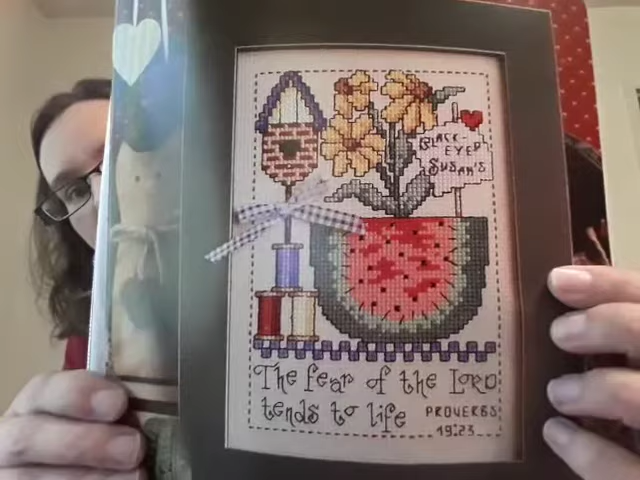 BLACK-
EYED
SUSAN'S
The fear of the LORD
tends to life
PROVERBS
19:23